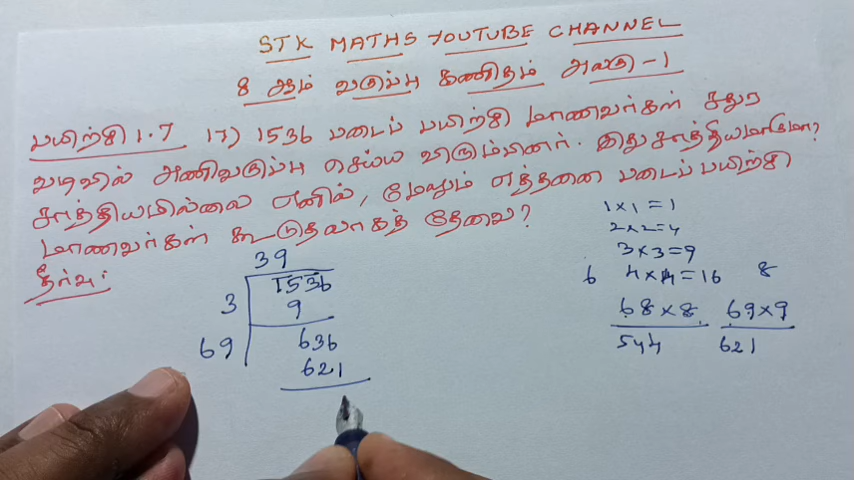 STK MATHS YOUTUBE CHANNEL
8 ஆம் வகுப்பு கணிதம் அலகு - 1
பயிற்சி 1.7 17) 1536 படைப் பயிற்சி மாணவர்கள் சதுர
வடிவில் அணிவகுப்பு செய்ய விரும்பினர். இது சாத்தியமாகுமோ?
சாத்தியமில்லை எனில், மேலும் எத்தனை படைப் பயிற்சி
மாணவர்கள் கூடுதலாகத் தேவை?
தீர்வு:
39
3 1536
9
69 636
621
1 x 1 = 1
2 x 2 = 4
3 x 3 = 9
6 4 x 4 = 16 8
68 x 8 69 x 9
544 621